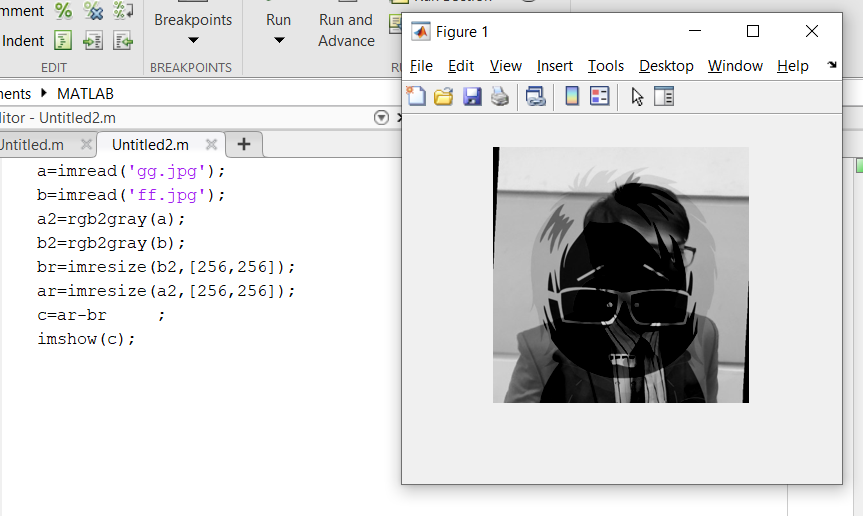 mment
Breakpoints
Run
Run and
Advance
Indent
EDIT
BREAKPOINTS
MATLAB
ditor - Untitled2.m
Untitled.m
Untitled2.m
a=imread('gg.jpg');
b=imread('ff.jpg');
a2=rgb2gray(a);
b2=rgb2gray(b);
br=imresize(b2,[256,256]);
ar=imresize(a2,[256,256]);
c=ar-br     ;
imshow(c);
Figure 1
File Edit View Insert Tools Desktop Window Help